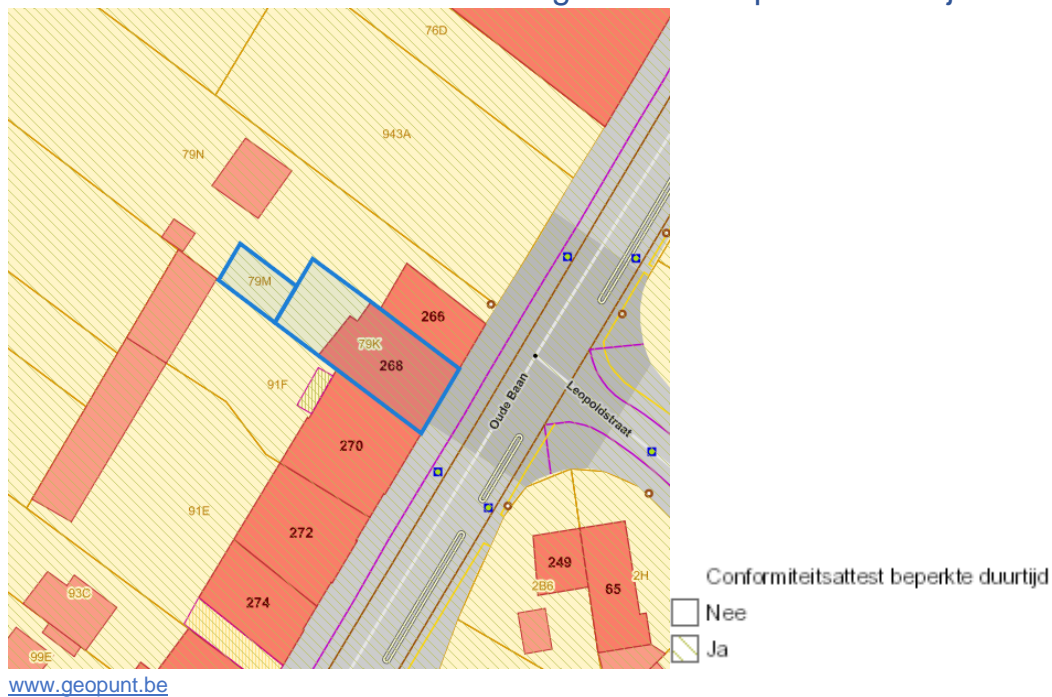 76D
943A
79N
79M
266
79K
268
91F
Oude Baan
Leopoldstraat
270
91E
272
249
2B6
65
2H
93C
274
99E
Conformiteitsattest beperkte duurtijd
Nee
Ja
www.geopunt.be